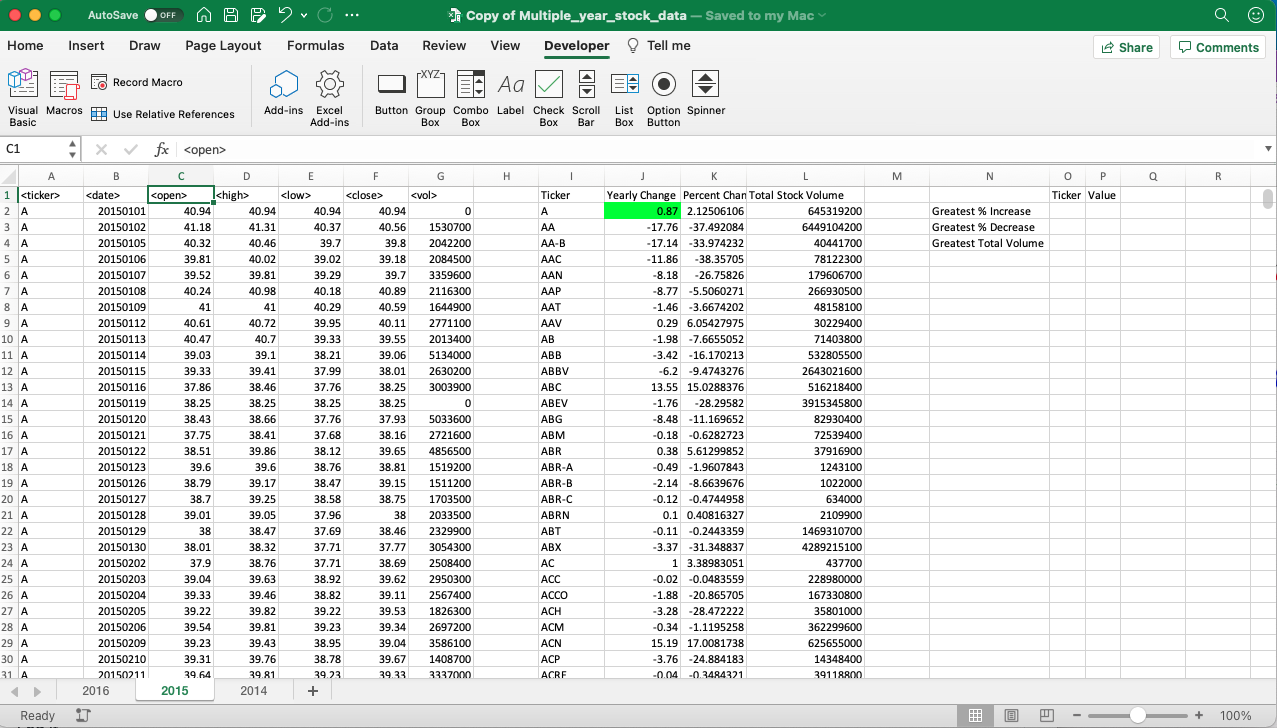 AutoSave OFF Copy of Multiple_year_stock_data — Saved to my Mac
Home Insert Draw Page Layout Formulas Data Review View Developer Tell me Share Comments
Visual Basic Macros Record Macro Use Relative References Add-ins Excel Add-ins Button Group Box Combo Box Label Check Box Scroll Bar List Box Option Button Spinner
XYZ Aa
C1 fx <open>
A B C D E F G H I J K L M N O P Q R
1 <ticker> <date> <open> <high> <low> <close> <vol> Ticker Yearly Change Percent Chan Total Stock Volume Ticker Value
2 A 20150101 40.94 40.94 40.94 40.94 0 A 0.87 2.12506106 645319200 Greatest % Increase
3 A 20150102 41.18 41.31 40.37 40.56 1530700 AA -17.76 -37.492084 6449104200 Greatest % Decrease
4 A 20150105 40.32 40.46 39.7 39.8 2042200 AA-B -17.14 -33.974232 40441700 Greatest Total Volume
5 A 20150106 39.81 40.02 39.02 39.18 2084500 AAC -11.86 -38.35705 78122300
6 A 20150107 39.52 39.81 39.29 39.7 3359600 AAN -8.18 -26.75826 179606700
7 A 20150108 40.24 40.98 40.18 40.89 2116300 AAP -8.77 -5.5060271 266930500
8 A 20150109 41 41 40.29 40.59 1644900 AAT -1.46 -3.6674202 48158100
9 A 20150112 40.61 40.72 39.95 40.11 2771100 AAV 0.29 6.05427975 30229400
10 A 20150113 40.47 40.7 39.33 39.55 2013400 AB -1.98 -7.6655052 71403800
11 A 20150114 39.03 39.1 38.21 39.06 5134000 ABB -3.42 -16.170213 532805500
12 A 20150115 39.33 39.41 37.99 38.01 2630200 ABBV -6.2 -9.4743276 2643021600
13 A 20150116 37.86 38.46 37.76 38.25 3003900 ABC 13.55 15.0288376 516218400
14 A 20150119 38.25 38.25 38.25 38.25 0 ABEV -1.76 -28.29582 3915345800
15 A 20150120 38.43 38.66 37.76 37.93 5033600 ABG -8.48 -11.169652 82930400
16 A 20150121 37.75 38.41 37.68 38.16 2721600 ABM -0.18 -0.6282723 72539400
17 A 20150122 38.51 39.86 38.12 39.65 4856500 ABR 0.38 5.61299852 37916900
18 A 20150123 39.6 39.6 38.76 38.81 1519200 ABR-A -0.49 -1.9607843 1243100
19 A 20150126 38.79 39.17 38.47 39.15 1511200 ABR-B -2.14 -8.6639676 1022000
20 A 20150127 38.7 39.25 38.58 38.75 1703500 ABR-C -0.12 -0.4744958 634000
21 A 20150128 39.01 39.05 37.96 38 2033500 ABRN 0.1 0.40816327 2109900
22 A 20150129 38 38.47 37.69 38.46 2329900 ABT -0.11 -0.2443359 1469310700
23 A 20150130 38.01 38.32 37.71 37.77 3054300 ABX -3.37 -31.348837 4289215100
24 A 20150202 37.9 38.76 37.71 38.69 2508400 AC 1 3.38983051 437700
25 A 20150203 39.04 39.63 38.92 39.62 2950300 ACC -0.02 -0.0483559 228980000
26 A 20150204 39.33 39.46 38.82 39.11 2567400 ACCO -1.88 -20.865705 167330800
27 A 20150205 39.22 39.82 39.22 39.53 1826300 ACH -3.28 -28.472222 35801000
28 A 20150206 39.54 39.81 39.23 39.34 2697200 ACM -0.34 -1.1195258 362299600
29 A 20150209 39.23 39.43 38.95 39.04 3586100 ACN 15.19 17.0081738 625655000
30 A 20150210 39.31 39.76 38.78 39.67 1408700 ACP -3.76 -24.884183 14348400
31 A 20150211 39.64 39.81 39.23 39.33 3337000 ACRE -0.04 -0.3484321 39118800
2016 2015 2014 +
Ready 100%